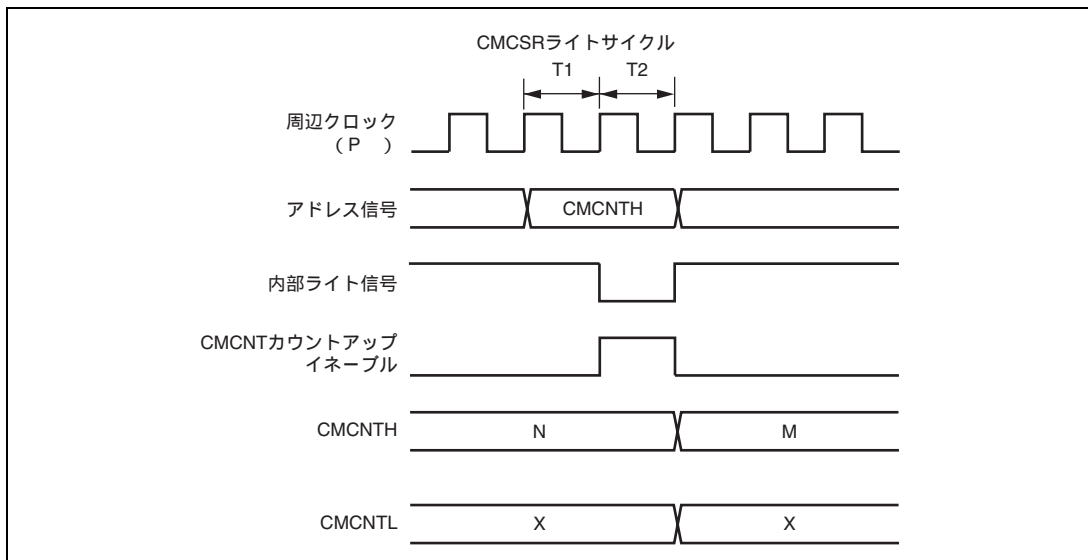 CMCSRライトサイクル
T1 T2
周辺クロック
（P　）
アドレス信号
CMCNTH
内部ライト信号
CMCNTカウントアップ
イネーブル
CMCNTH
N
M
CMCNTL
X
X